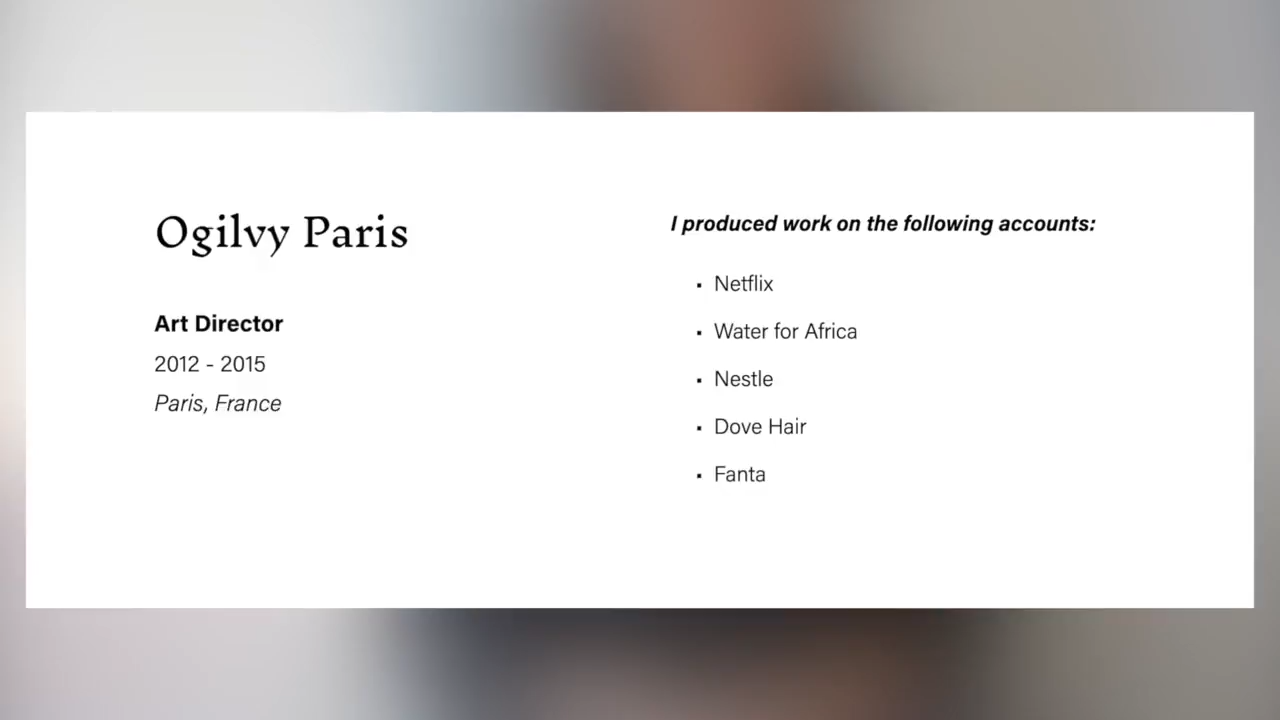 Ogilvy Paris
Art Director
2012 - 2015
Paris, France
I produced work on the following accounts:
▪ Netflix
▪ Water for Africa
▪ Nestle
▪ Dove Hair
▪ Fanta